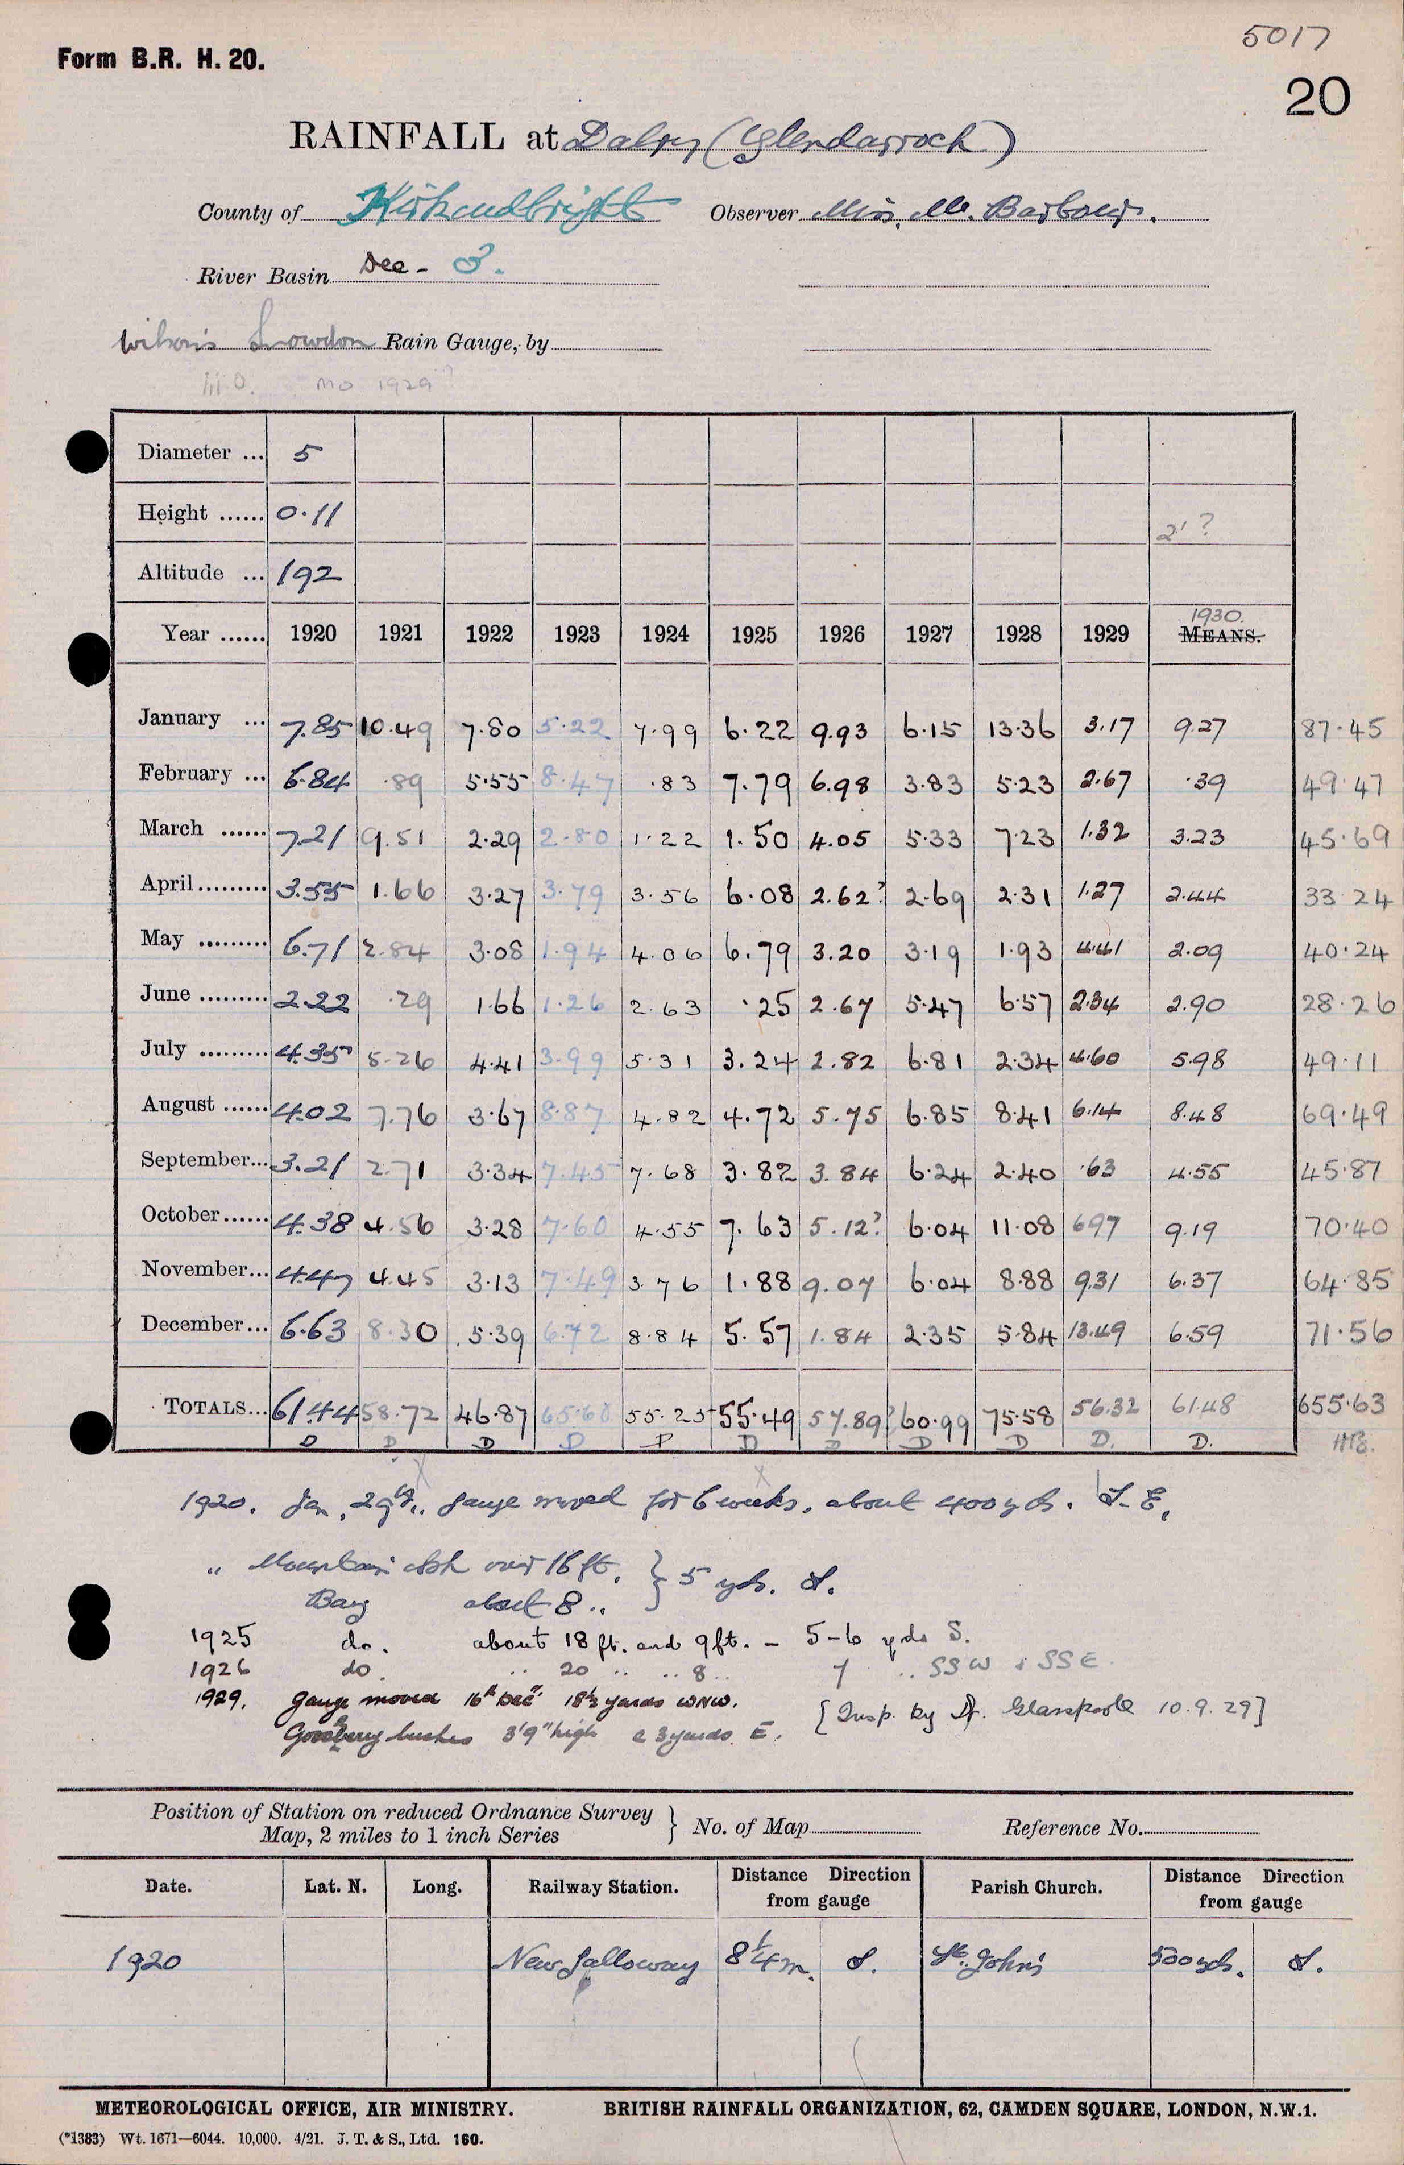 5017
Form B.R. H. 20.
20
RAINFALL at Dalry (Glendarroch)
County of Kirkcudbright Observer Miss M. Barbour.
River Basin Dee - 3.
Wilson's Snowdon Rain Gauge, by
M.O. MO 1929?
Diameter ... 5
Height ...... 0.11 2' ?
Altitude ... 192
1930.
Year ...... 1920 1921 1922 1923 1924 1925 1926 1927 1928 1929 MEANS.
January ... 7.85 10.49 7.80 5.22 7.99 6.22 9.93 6.15 13.36 3.17 9.27 87.45
February ... 6.84 .89 5.55 8.47 .83 7.79 6.98 3.83 5.23 2.67 .39 49.47
March ...... 7.21 9.51 2.29 2.80 1.22 1.50 4.05 5.33 7.23 1.32 3.23 45.69
April ......... 3.55 1.66 3.27 3.79 3.56 6.08 2.62? 2.69 2.31 1.27 2.44 33.24
May ......... 6.71 2.84 3.08 1.94 4.06 6.79 3.20 3.19 1.93 4.41 2.09 40.24
June ......... 2.22 .29 1.66 1.26 2.63 .25 2.67 5.47 6.57 2.34 2.90 28.26
July ......... 4.35 5.26 4.41 3.99 5.31 3.24 2.82 6.81 2.34 4.60 5.98 49.11
August ...... 4.02 7.76 3.67 8.87 4.82 4.72 5.75 6.85 8.41 6.14 8.48 69.49
September... 3.21 2.71 3.34 7.45 7.68 3.82 3.84 6.24 2.40 .63 4.55 45.87
October...... 4.38 4.56 3.28 7.60 4.55 7.63 5.12? 6.04 11.08 6.97 9.19 70.40
November... 4.47 4.45 3.13 7.49 3.76 1.88 9.07 6.04 8.88 9.31 6.37 64.85
December... 6.63 8.30 5.39 6.72 8.84 5.57 1.84 2.35 5.84 13.49 6.59 71.56
TOTALS... 61.44 58.72 46.87 65.60 55.25 55.49 57.89? 60.99 75.58 56.32 61.48 655.63
D D D D P D D D D D. D. HB.
1920. Jan. 29th.. gauge moved for 6 weeks, about 400 yds. S-E.
" Mountain Ash over 16 ft. } 5 yds. S.
Bay about 8 ..
1925 do. about 18 ft. and 9 ft. - 5-6 yds S.
1926 do. .. 20 .. .. 8 .. 7 .. SSW & SSE.
1929. Gauge moved 16th Decr 18½ yards WNW. [Insp. by Dr. Glasspoole 10.9.29]
Gooseberry bushes 3'9" high @ 3 yards E.
Position of Station on reduced Ordnance Survey
Map, 2 miles to 1 inch Series } No. of Map Reference No.
Date. Lat. N. Long. Railway Station. Distance Direction from gauge Parish Church. Distance Direction from gauge
1920 New Galloway 8¼ m. S. St. John's 500 yds. S.
METEOROLOGICAL OFFICE, AIR MINISTRY. BRITISH RAINFALL ORGANIZATION, 62, CAMDEN SQUARE, LONDON, N.W.1.
(*1383) Wt. 1671—6044. 10,000. 4/21. J. T. & S., Ltd. 160.